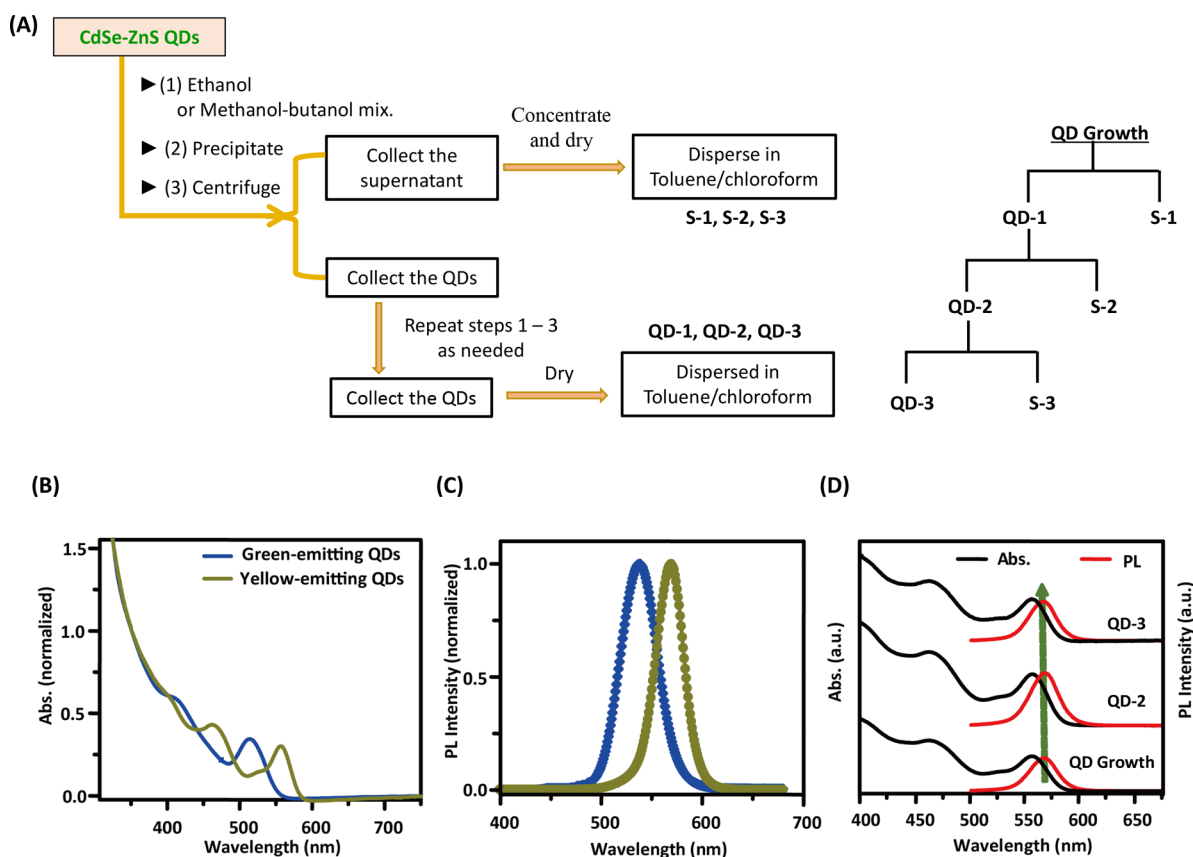 (A)
CdSe-ZnS QDs
►(1) Ethanol
or Methanol-butanol mix.
► (2) Precipitate
► (3) Centrifuge
Collect the
supernatant
Concentrate
and dry
Disperse in
Toluene/chloroform
S-1, S-2, S-3
Collect the QDs
Repeat steps 1 – 3
as needed
Collect the QDs
Dry
QD-1, QD-2, QD-3
Dispersed in
Toluene/chloroform
QD Growth
QD-1
S-1
QD-2
S-2
QD-3
S-3
(B)
Abs. (normalized)
1.5
1.0
0.5
0.0
Green-emitting QDs
Yellow-emitting QDs
400 500 600 700
Wavelength (nm)
(C)
PL Intensity (normalized)
1.0
0.5
0.0
400 500 600 700
Wavelength (nm)
(D)
Abs. (a.u.)
Abs.
PL
QD-3
QD-2
QD Growth
PL Intensity (a.u.)
400 450 500 550 600 650
Wavelength (nm)